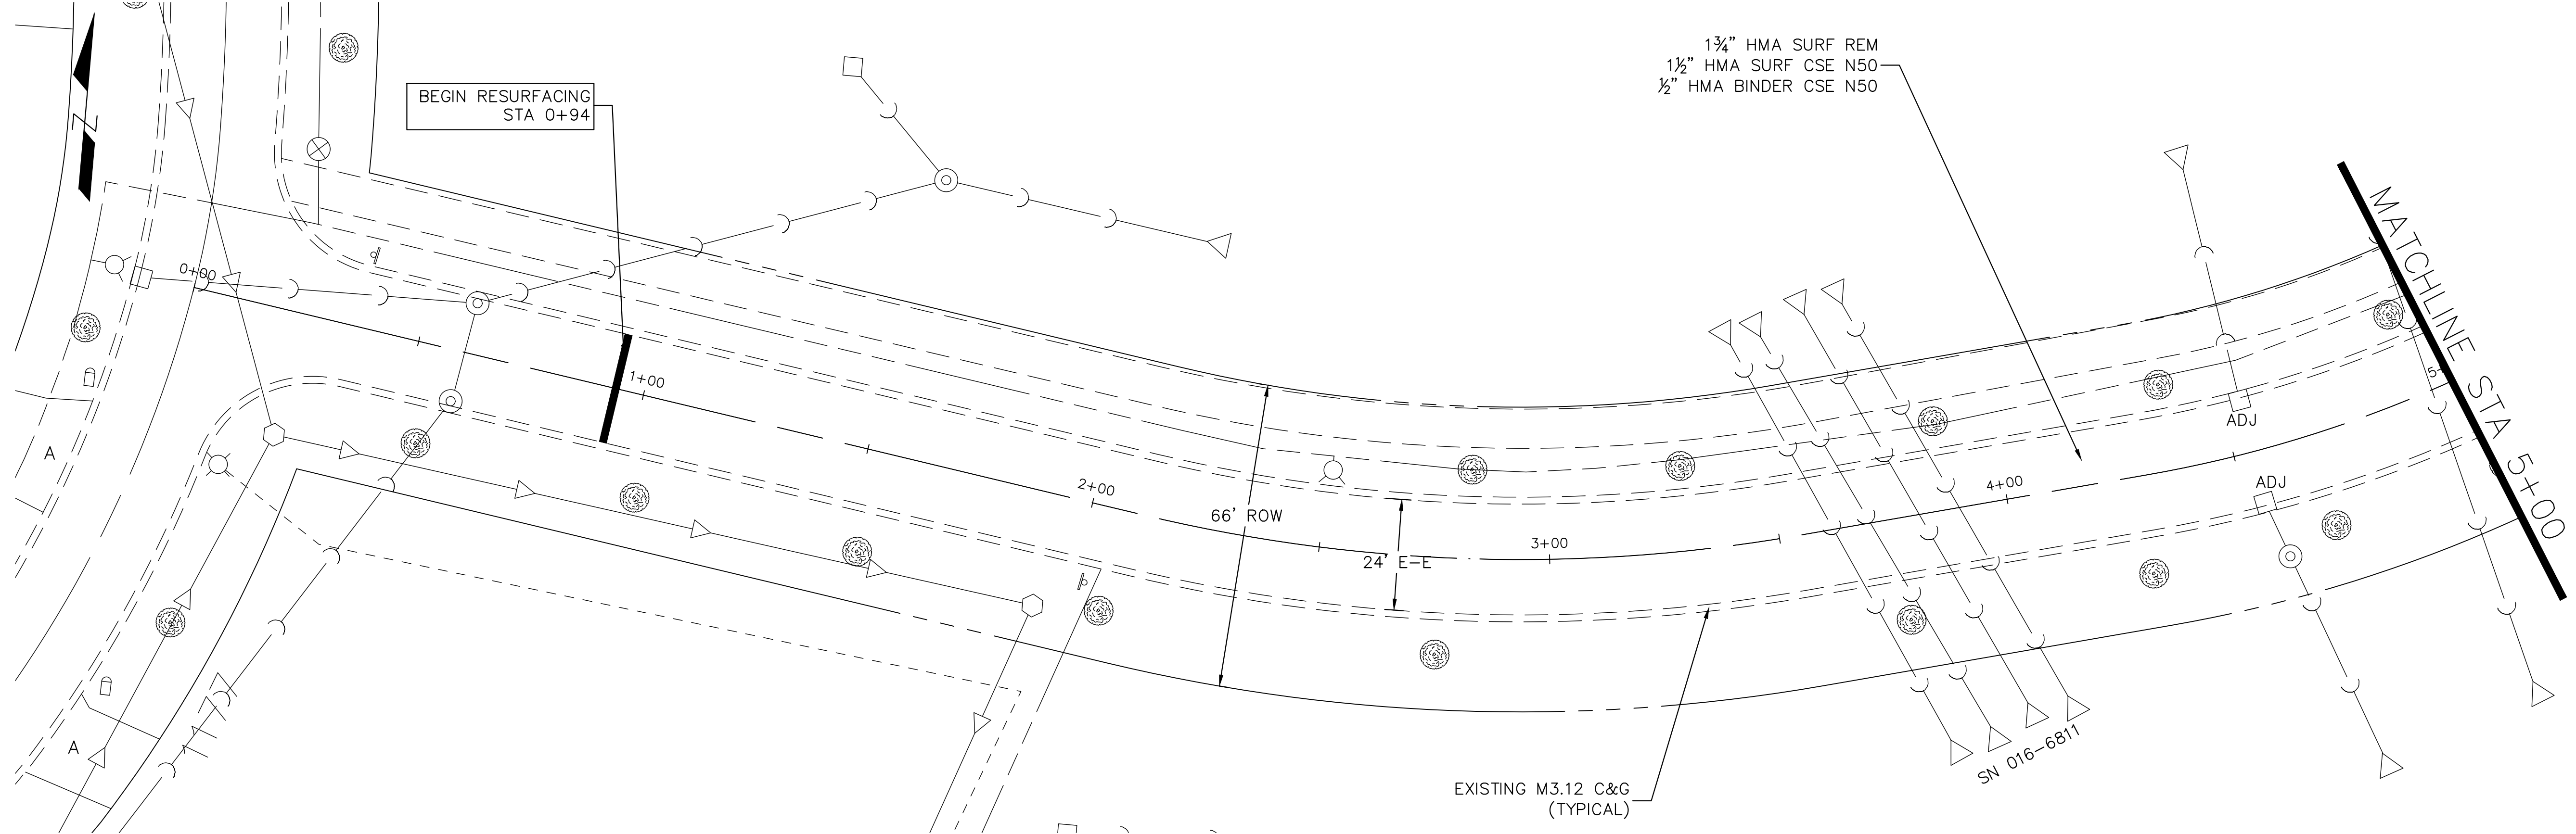 1¾" HMA SURF REM
1½" HMA SURF CSE N50
½" HMA BINDER CSE N50
BEGIN RESURFACING
STA 0+94
Z
0+00
1+00
2+00
3+00
4+00
5+
66' ROW
24' E-E
ADJ
ADJ
A
A
MATCHLINE STA 5+00
SN 016-6811
EXISTING M3.12 C&G
(TYPICAL)